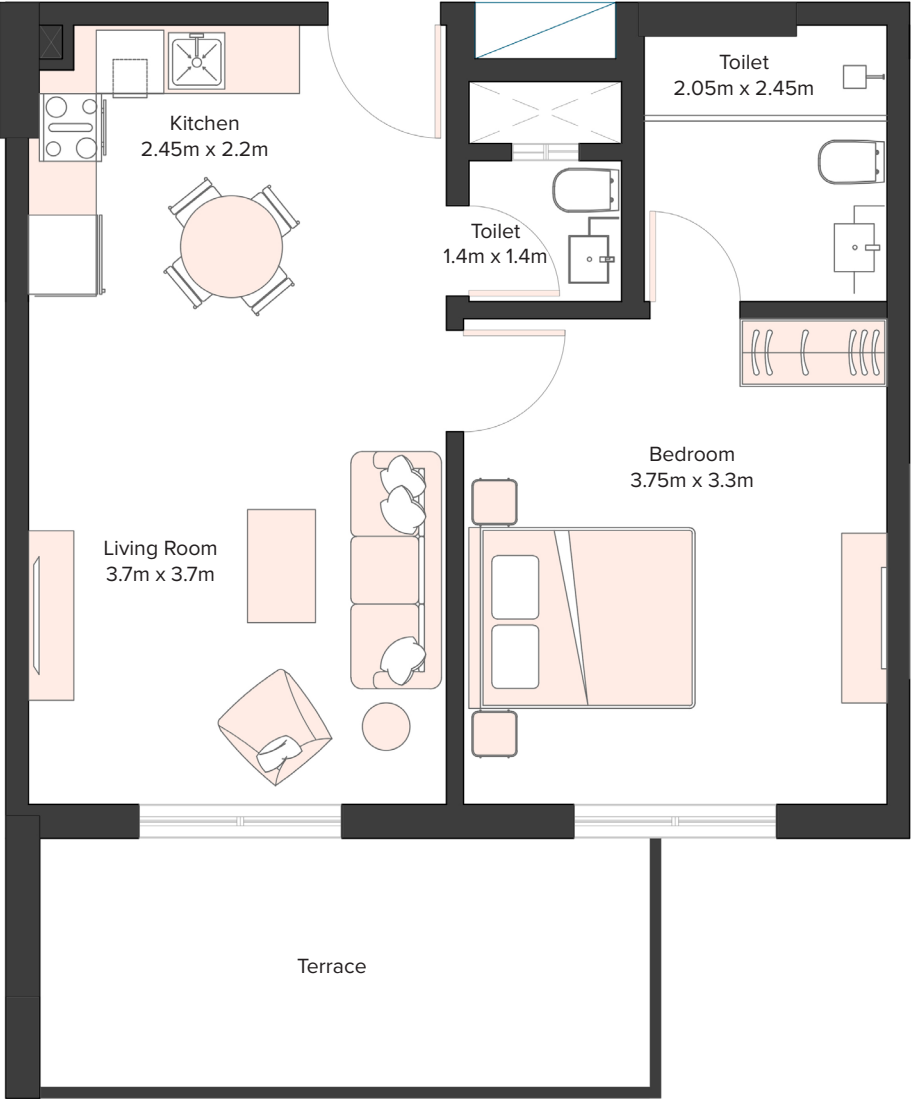 Toilet
2.05m x 2.45m
Kitchen
2.45m x 2.2m
Toilet
1.4m x 1.4m
Bedroom
3.75m x 3.3m
Living Room
3.7m x 3.7m
Terrace